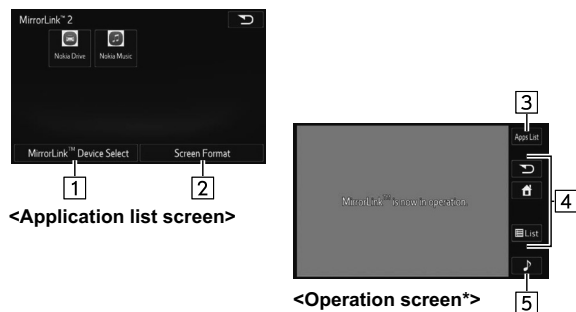 MirrorLink™ 2
Nokia Drive
Nokia Music
MirrorLink™ Device Select
Screen Format
1
2
<Application list screen>
3
Apps List
MirrorLink™ is now in operation.
4
List
<Operation screen*>
5